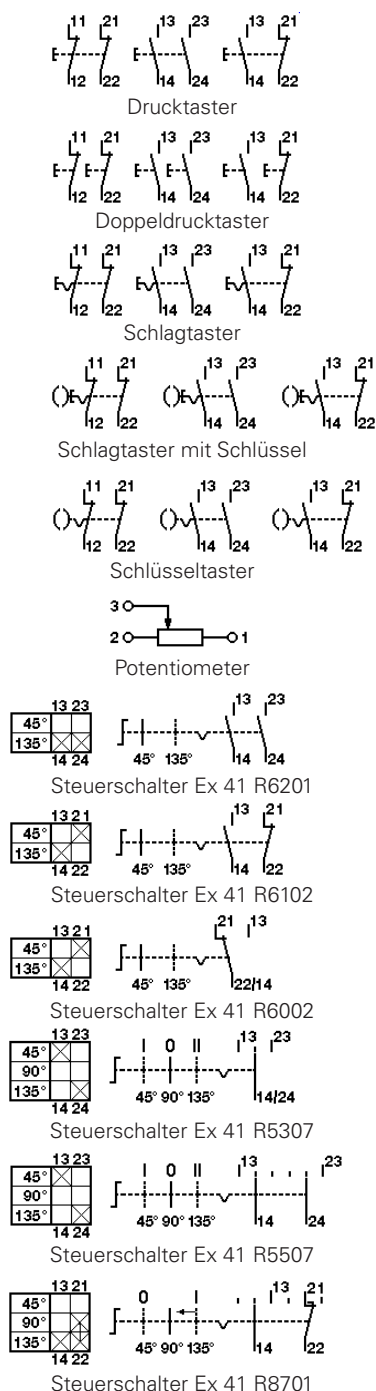 11 21 13 23 13 21
12 22 14 24 14 22
Drucktaster
11 21 13 23 13 21
12 22 14 24 14 22
Doppeldrucktaster
11 21 13 23 13 21
12 22 14 24 14 22
Schlagtaster
11 21 13 23 13 21
12 22 14 24 14 22
Schlagtaster mit Schlüssel
11 21 13 23 13 21
12 22 14 24 14 22
Schlüsseltaster
3
2 1
Potentiometer
13 23 13 23
45°
135°
14 24 45° 135° 14 24
Steuerschalter Ex 41 R6201
13 21 13 21
45°
135°
14 22 45° 135° 14 22
Steuerschalter Ex 41 R6102
13 21 21 13
45°
135°
14 22 45° 135° 22/14
Steuerschalter Ex 41 R6002
13 23 I 0 II 13 23
45°
90°
135°
14 24 45° 90° 135° 14/24
Steuerschalter Ex 41 R5307
13 23 I 0 II 13 23
45°
90°
135°
14 24 45° 90° 135° 14 24
Steuerschalter Ex 41 R5507
13 21 0 I 13 21
45°
90°
135°
14 22 45° 90° 135° 14 22
Steuerschalter Ex 41 R8701